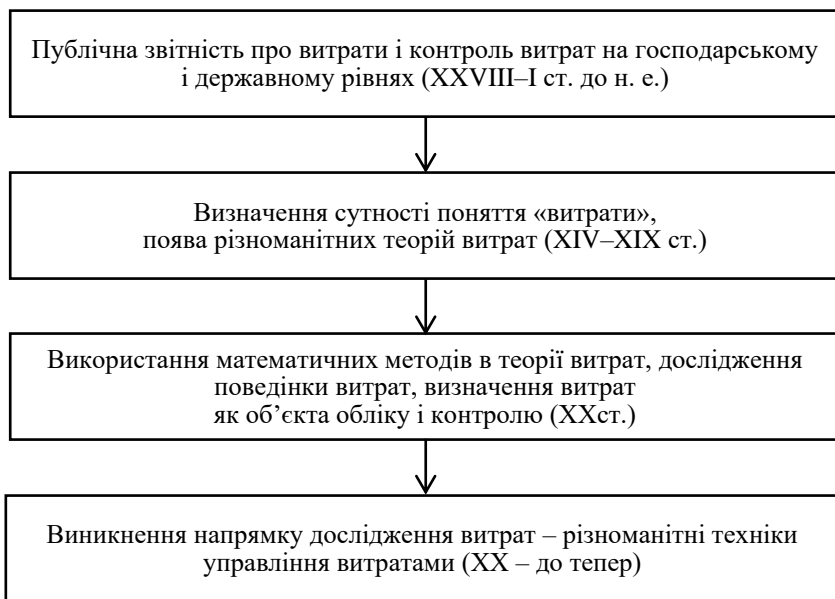 Публічна звітність про витрати і контроль витрат на господарському
і державному рівнях (XXVIII–I ст. до н. е.)
Визначення сутності поняття «витрати»,
поява різноманітних теорій витрат (XIV–XIX ст.)
Використання математичних методів в теорії витрат, дослідження
поведінки витрат, визначення витрат
як об’єкта обліку і контролю (XXст.)
Виникнення напрямку дослідження витрат – різноманітні техніки
управління витратами (XX – до тепер)